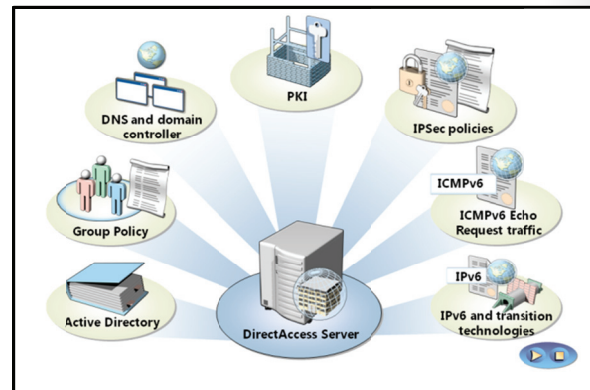 PKI
DNS and domain
controller
IPSec policies
Group Policy
ICMPv6
ICMPv6 Echo
Request traffic
Active Directory
DirectAccess Server
IPv6
IPv6 and transition
technologies